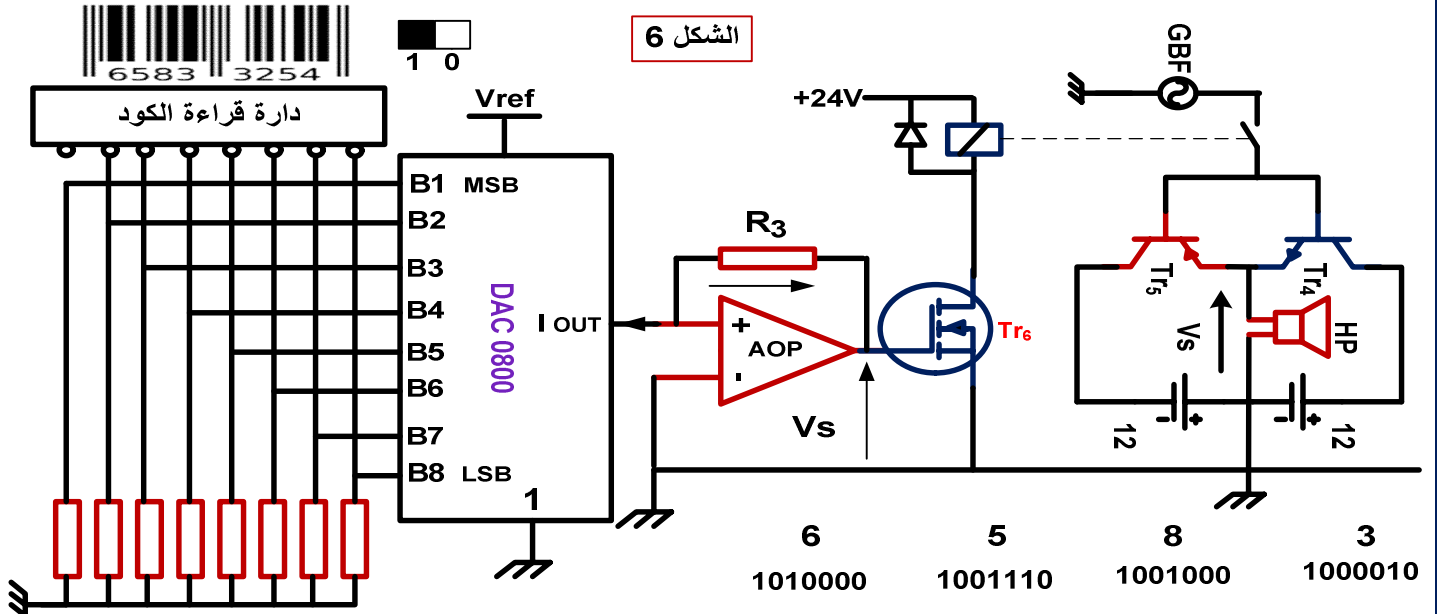 6583 3254
1 0
الشكل 6
دارة قراءة الكود
Vref
+24V
GBF
B1 MSB
B2
B3
B4
B5
B6
B7
B8 LSB
1
DAC 0800
I OUT
R3
+
AOP
-
Vs
Tr6
Tr5
Tr4
Vs
HP
- +
- +
12
12
6 5 8 3
1010000 1001110 1001000 1000010